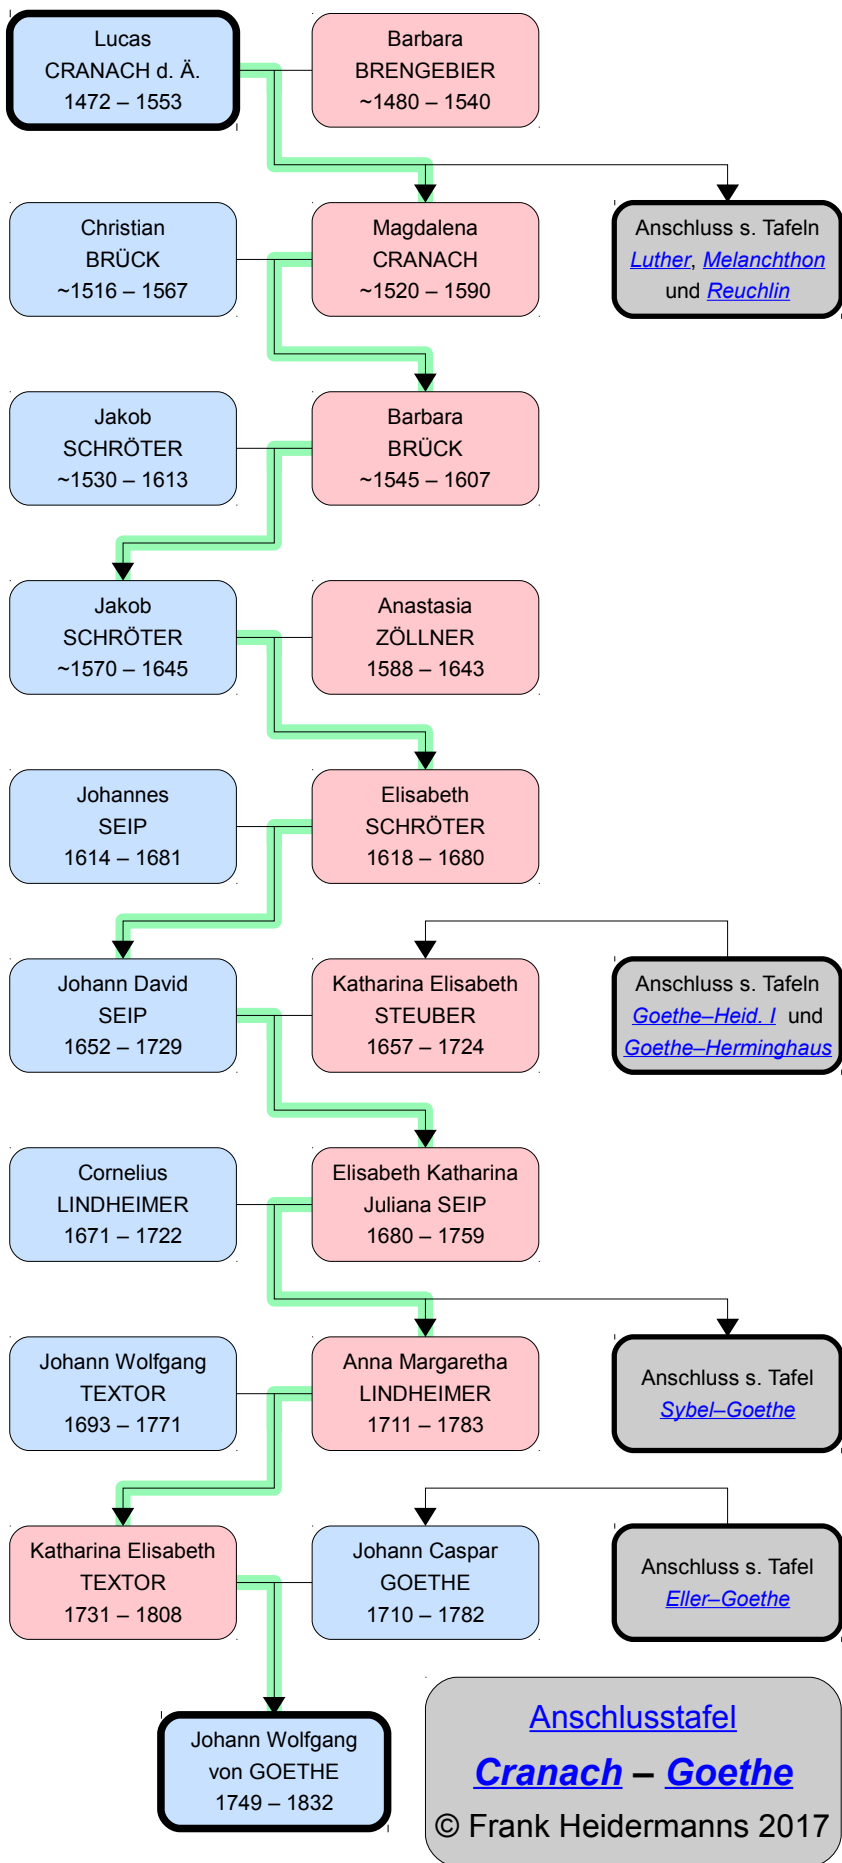 Lucas
CRANACH d. Ä.
1472 – 1553
Barbara
BRENGEBIER
~1480 – 1540
Christian
BRÜCK
~1516 – 1567
Magdalena
CRANACH
~1520 – 1590
Anschluss s. Tafeln
Luther, Melanchthon
und Reuchlin
Jakob
SCHRÖTER
~1530 – 1613
Barbara
BRÜCK
~1545 – 1607
Jakob
SCHRÖTER
~1570 – 1645
Anastasia
ZÖLLNER
1588 – 1643
Johannes
SEIP
1614 – 1681
Elisabeth
SCHRÖTER
1618 – 1680
Johann David
SEIP
1652 – 1729
Katharina Elisabeth
STEUBER
1657 – 1724
Anschluss s. Tafeln
Goethe–Heid. I und
Goethe–Herminghaus
Cornelius
LINDHEIMER
1671 – 1722
Elisabeth Katharina
Juliana SEIP
1680 – 1759
Johann Wolfgang
TEXTOR
1693 – 1771
Anna Margaretha
LINDHEIMER
1711 – 1783
Anschluss s. Tafel
Sybel–Goethe
Katharina Elisabeth
TEXTOR
1731 – 1808
Johann Caspar
GOETHE
1710 – 1782
Anschluss s. Tafel
Eller–Goethe
Johann Wolfgang
von GOETHE
1749 – 1832
Anschlusstafel
Cranach – Goethe
© Frank Heidermanns 2017